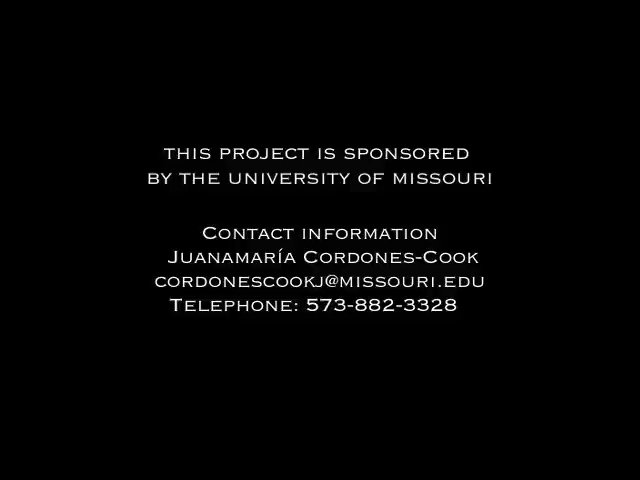 THIS PROJECT IS SPONSORED
BY THE UNIVERSITY OF MISSOURI
CONTACT INFORMATION
JUANAMARÍA CORDONES-COOK
CORDONESCOOKJ@MISSOURI.EDU
TELEPHONE: 573-882-3328